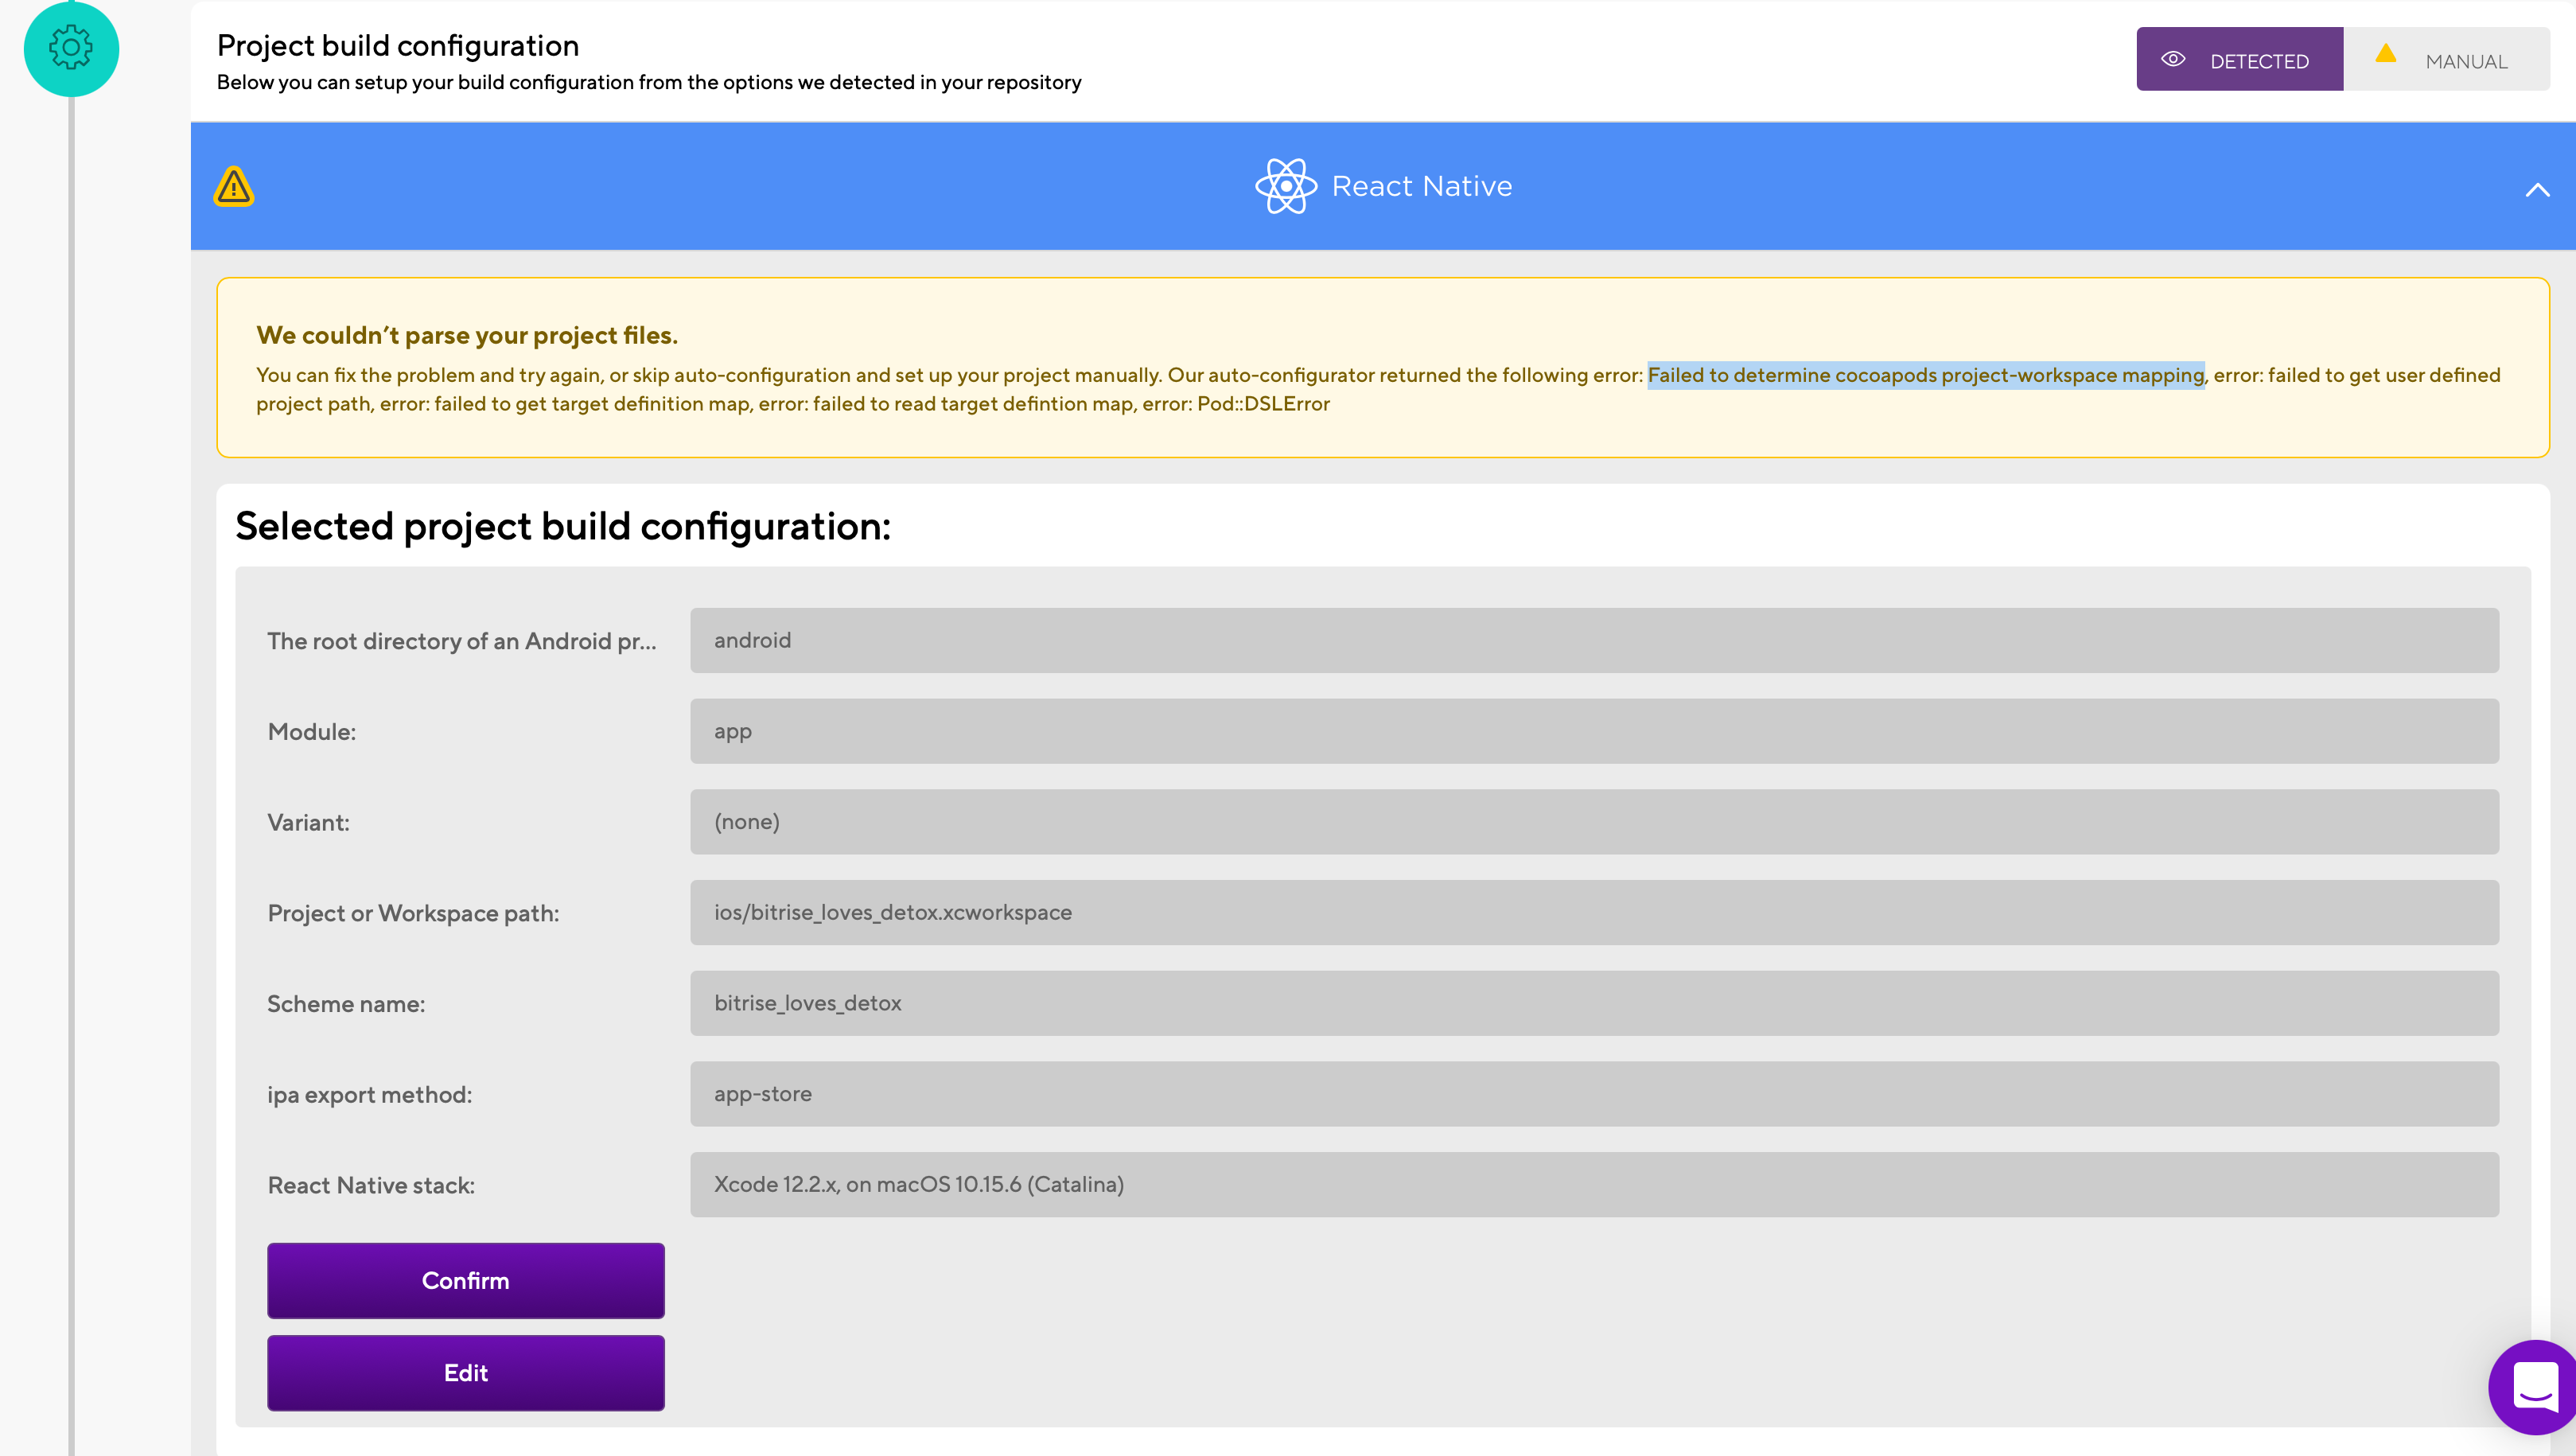 Project build configuration
Below you can setup your build configuration from the options we detected in your repository
DETECTED
MANUAL
React Native
We couldn't parse your project files.
You can fix the problem and try again, or skip auto-configuration and set up your project manually. Our auto-configurator returned the following error: Failed to determine cocoapods project-workspace mapping, error: failed to get user defined
project path, error: failed to get target definition map, error: failed to read target defintion map, error: Pod::DSLError
Selected project build configuration:
The root directory of an Android pr... android
Module: app
Variant: (none)
Project or Workspace path: ios/bitrise_loves_detox.xcworkspace
Scheme name: bitrise_loves_detox
ipa export method: app-store
React Native stack: Xcode 12.2.x, on macOS 10.15.6 (Catalina)
Confirm
Edit